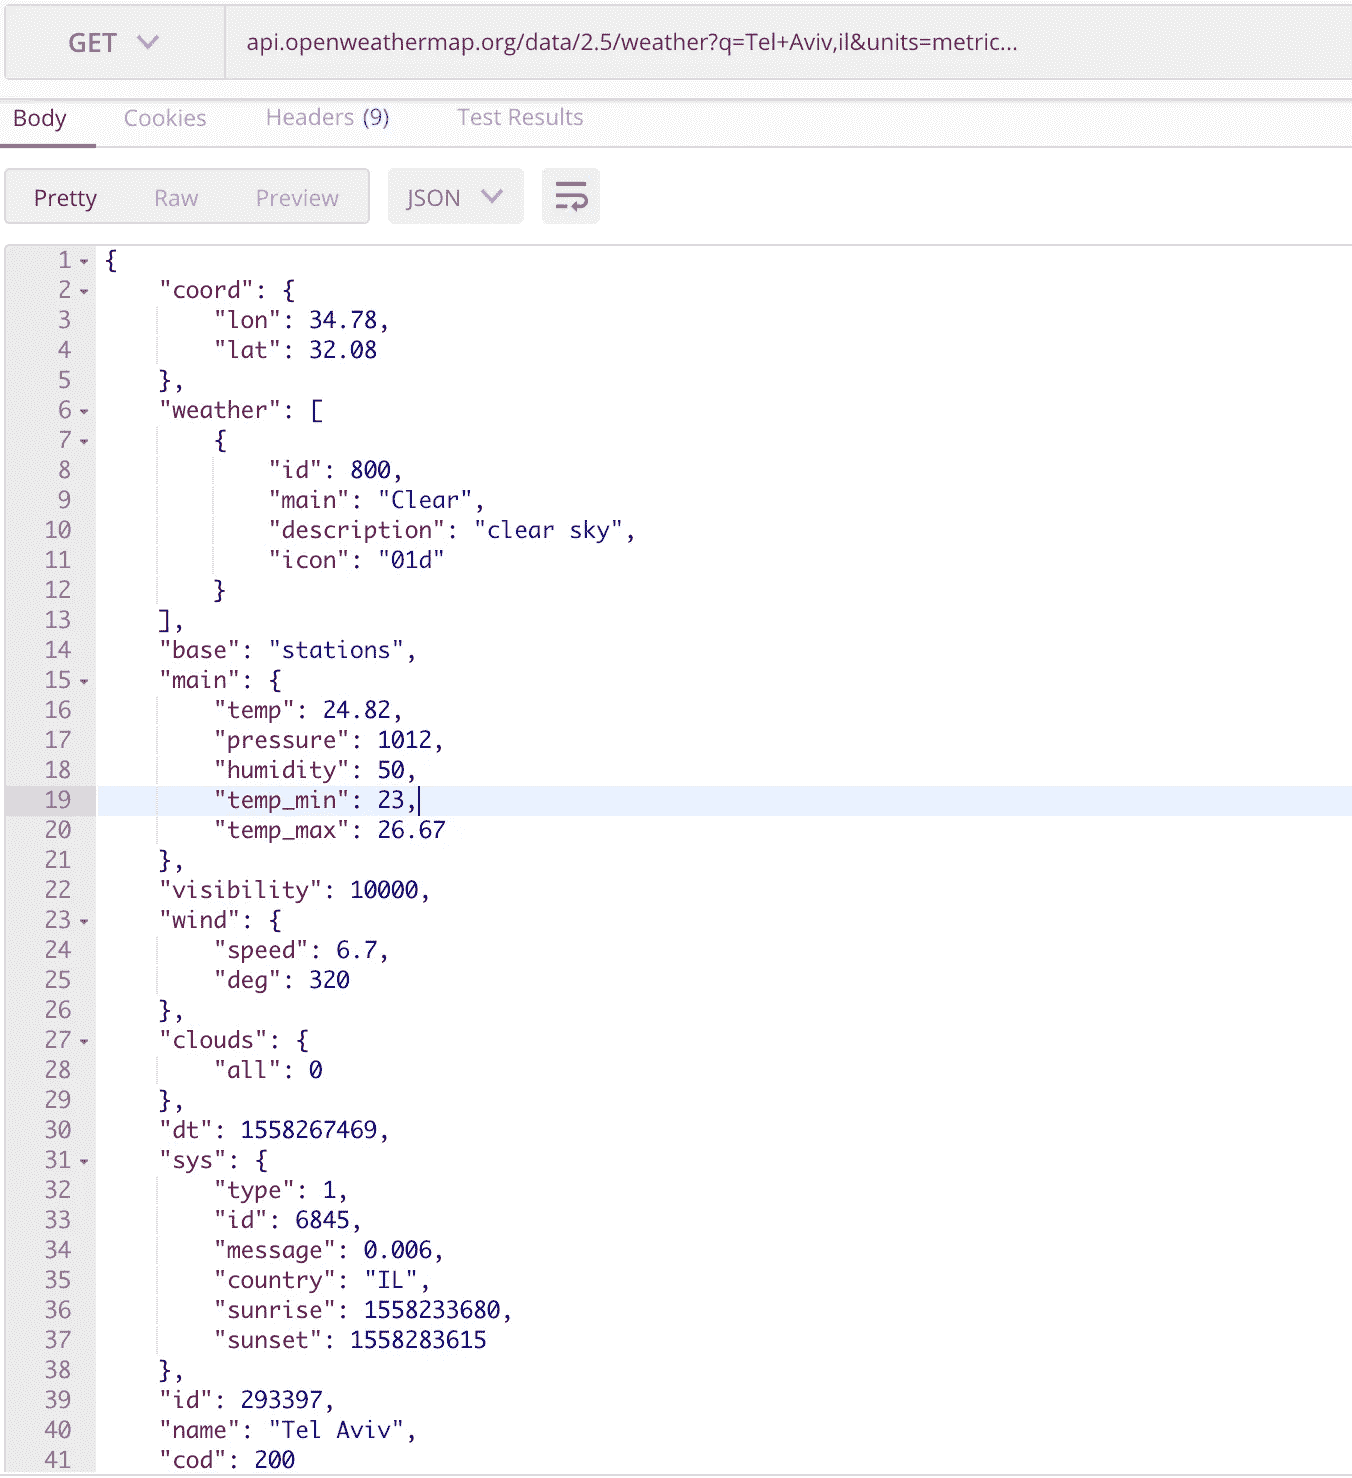 GET api.openweathermap.org/data/2.5/weather?q=Tel+Aviv,il&units=metric...
Body Cookies Headers (9) Test Results
Pretty Raw Preview JSON
1 {
2 "coord": {
3 "lon": 34.78,
4 "lat": 32.08
5 },
6 "weather": [
7 {
8 "id": 800,
9 "main": "Clear",
10 "description": "clear sky",
11 "icon": "01d"
12 }
13 ],
14 "base": "stations",
15 "main": {
16 "temp": 24.82,
17 "pressure": 1012,
18 "humidity": 50,
19 "temp_min": 23,
20 "temp_max": 26.67
21 },
22 "visibility": 10000,
23 "wind": {
24 "speed": 6.7,
25 "deg": 320
26 },
27 "clouds": {
28 "all": 0
29 },
30 "dt": 1558267469,
31 "sys": {
32 "type": 1,
33 "id": 6845,
34 "message": 0.006,
35 "country": "IL",
36 "sunrise": 1558233680,
37 "sunset": 1558283615
38 },
39 "id": 293397,
40 "name": "Tel Aviv",
41 "cod": 200